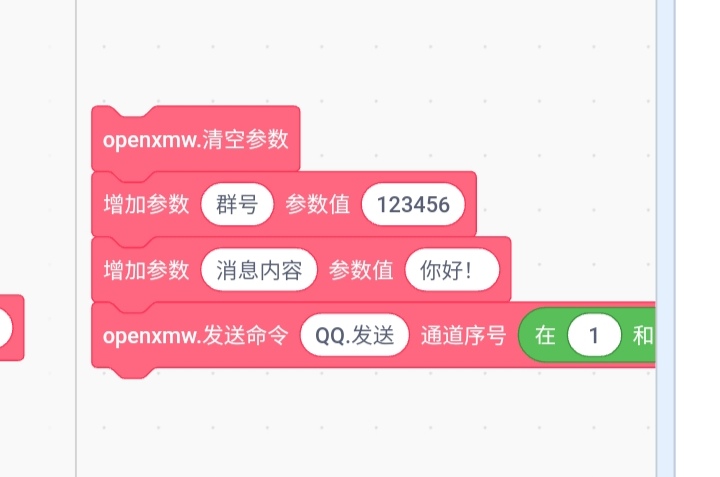 openxmw.清空参数
增加参数 群号 参数值 123456
增加参数 消息内容 参数值 你好！
openxmw.发送命令 QQ.发送 通道序号 在 1 和